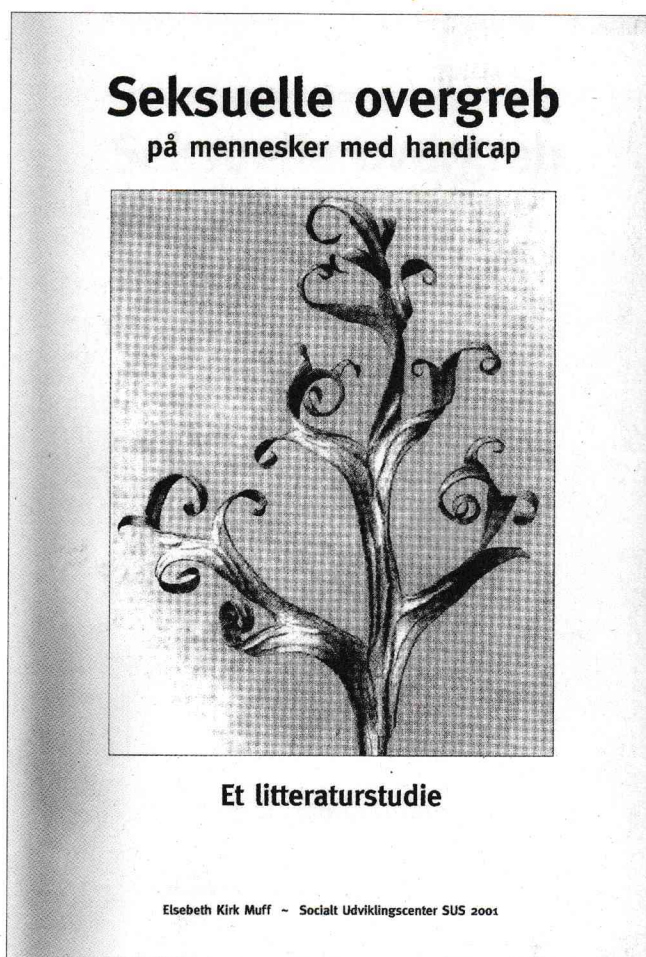 Seksuelle overgreb
på mennesker med handicap
Et litteraturstudie
Elsebeth Kirk Muff ~ Socialt Udviklingscenter SUS 2001